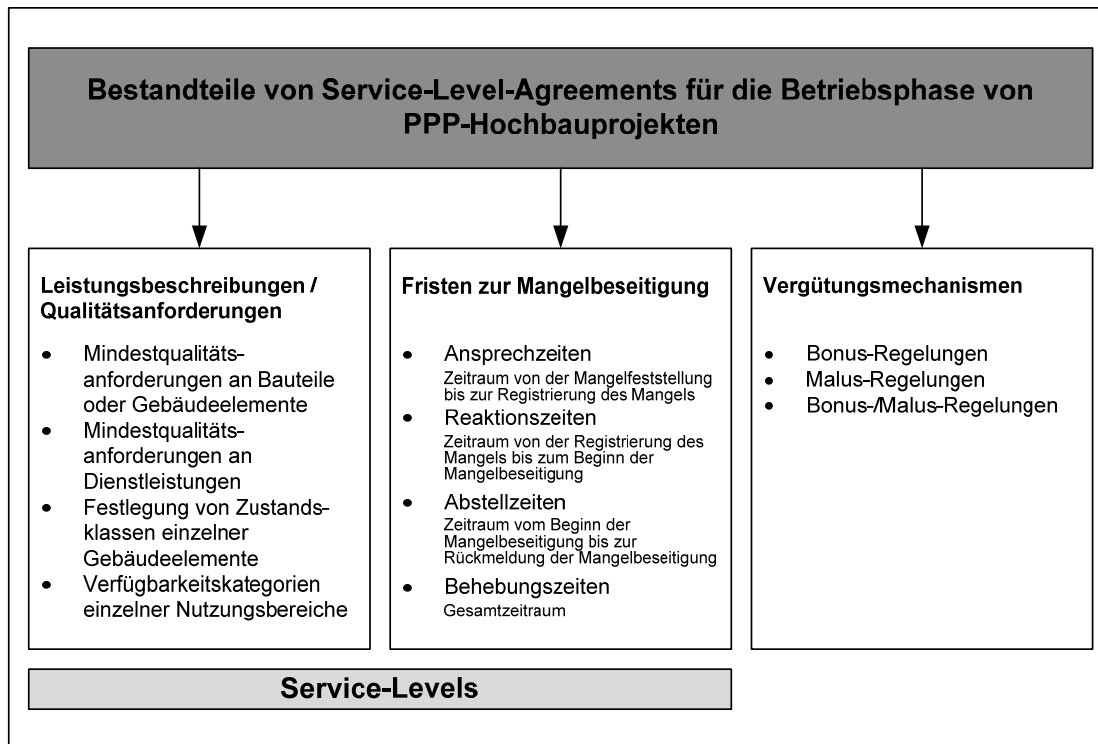 Bestandteile von Service-Level-Agreements für die Betriebsphase von
PPP-Hochbauprojekten
Leistungsbeschreibungen /
Qualitätsanforderungen
• Mindestqualitäts-
anforderungen an Bauteile
oder Gebäudeelemente
• Mindestqualitäts-
anforderungen an
Dienstleistungen
• Festlegung von Zustands-
klassen einzelner
Gebäudeelemente
• Verfügbarkeitskategorien
einzelner Nutzungsbereiche
Fristen zur Mangelbeseitigung
• Ansprechzeiten
Zeitraum von der Mangelfeststellung
bis zur Registrierung des Mangels
• Reaktionszeiten
Zeitraum von der Registrierung des
Mangels bis zum Beginn der
Mangelbeseitigung
• Abstellzeiten
Zeitraum vom Beginn der
Mangelbeseitigung bis zur
Rückmeldung der Mangelbeseitigung
• Behebungszeiten
Gesamtzeitraum
Vergütungsmechanismen
• Bonus-Regelungen
• Malus-Regelungen
• Bonus-/Malus-Regelungen
Service-Levels